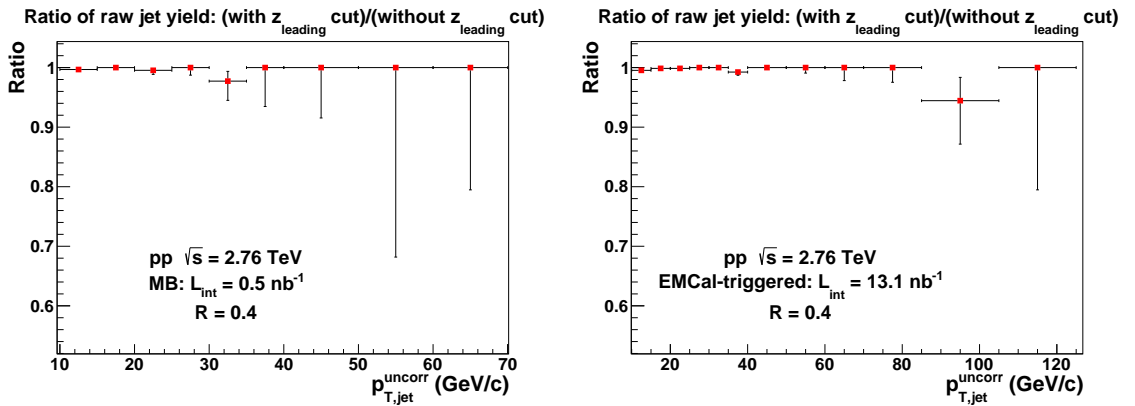 Ratio of raw jet yield: (with z_leading cut)/(without z_leading cut)
Ratio
1
0.9
0.8
0.7
0.6
pp √s = 2.76 TeV
MB: L_int = 0.5 nb^-1
R = 0.4
10 20 30 40 50 60 70
p_T,jet^uncorr (GeV/c)
Ratio of raw jet yield: (with z_leading cut)/(without z_leading cut)
Ratio
1
0.9
0.8
0.7
0.6
pp √s = 2.76 TeV
EMCal-triggered: L_int = 13.1 nb^-1
R = 0.4
20 40 60 80 100 120
p_T,jet^uncorr (GeV/c)